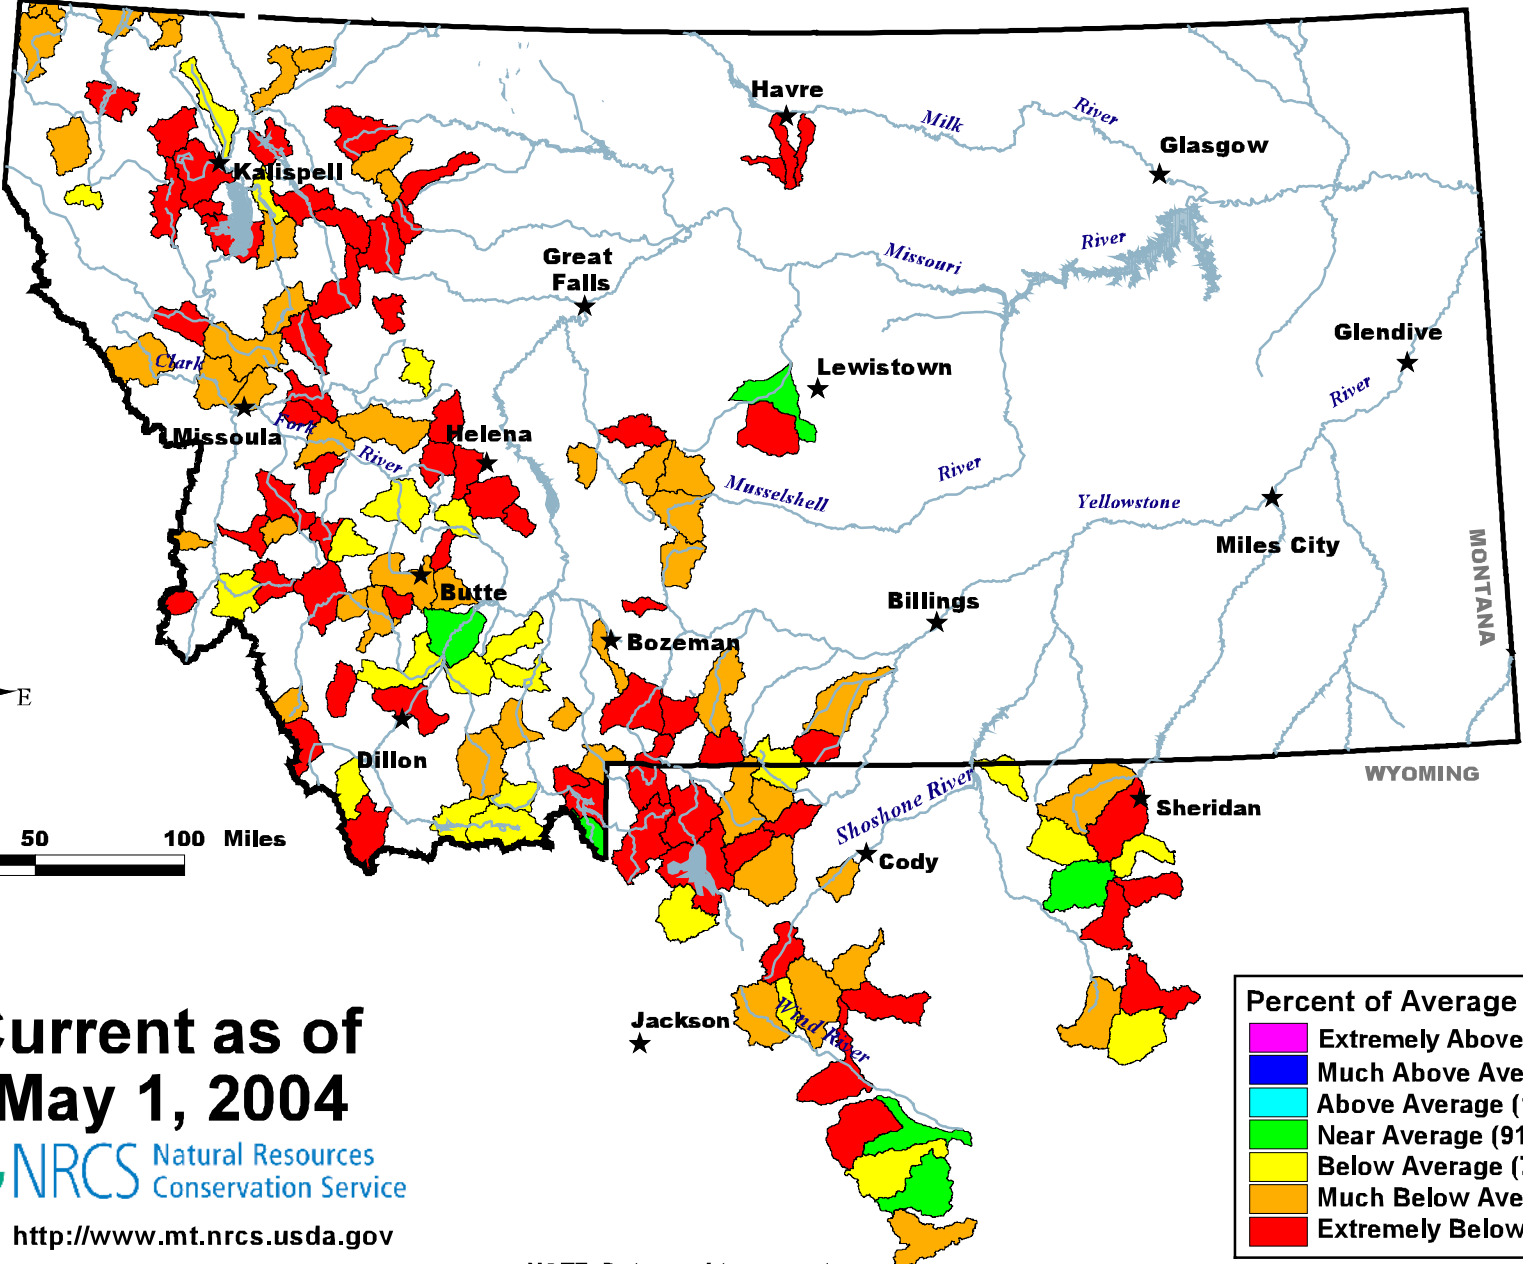 Havre
Milk
River
Glasgow
Kalispell
Great
Falls
Missouri
River
Glendive
Clark
Lewistown
River
Missoula
Fork
River
Helena
Musselshell
River
Yellowstone
Miles City
MONTANA
Butte
Billings
Bozeman
E
Dillon
WYOMING
Shoshone River
Sheridan
50 100 Miles
Cody
Wind River
Jackson
Current as of
May 1, 2004
NRCS Natural Resources
Conservation Service
http://www.mt.nrcs.usda.gov
Percent of Average
Extremely Above
Much Above Ave
Above Average (
Near Average (91
Below Average (
Much Below Ave
Extremely Below